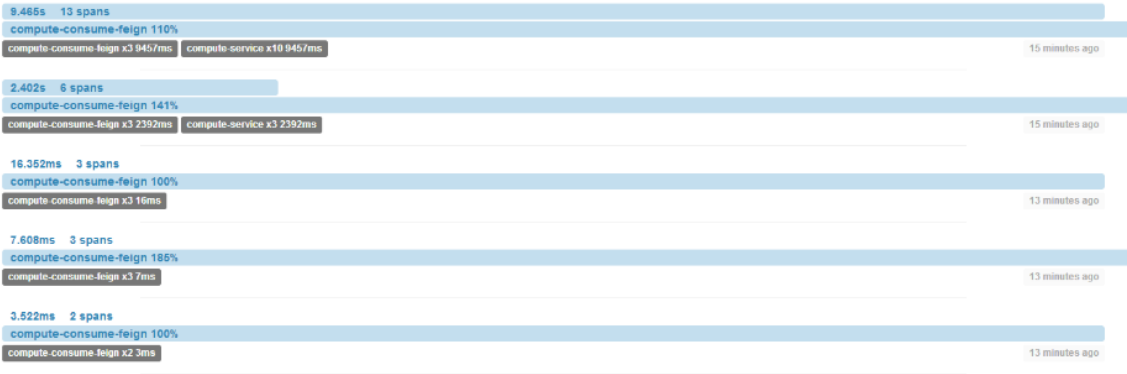 9.465s 13 spans
compute-consume-feign 110%
compute-consume-feign x3 9457ms compute-service x10 9457ms 15 minutes ago
2.402s 6 spans
compute-consume-feign 141%
compute-consume-feign x3 2392ms compute-service x3 2392ms 15 minutes ago
16.352ms 3 spans
compute-consume-feign 100%
compute-consume-feign x3 16ms 13 minutes ago
7.608ms 3 spans
compute-consume-feign 185%
compute-consume-feign x3 7ms 13 minutes ago
3.522ms 2 spans
compute-consume-feign 100%
compute-consume-feign x2 3ms 13 minutes ago